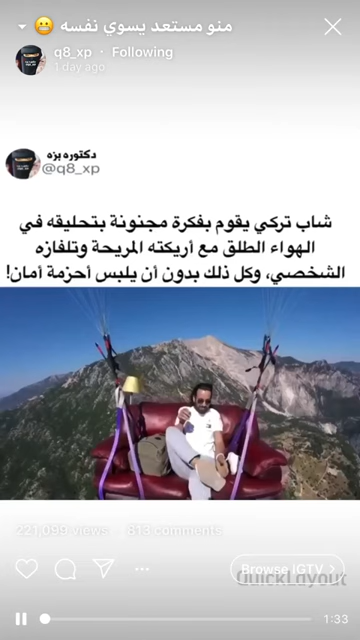 منو مستعد يسوي نفسه 😬
q8_xp · Following
1 day ago
دكتوره بزه
@q8_xp
شاب تركي يقوم بفكرة مجنونة بتحليقه في
الهواء الطلق مع أريكته المريحة وتلفازه
الشخصي، وكل ذلك بدون أن يلبس أحزمة أمان!
221,099 views · 813 comments
Browse IGTV >
QuickLayout
1:33